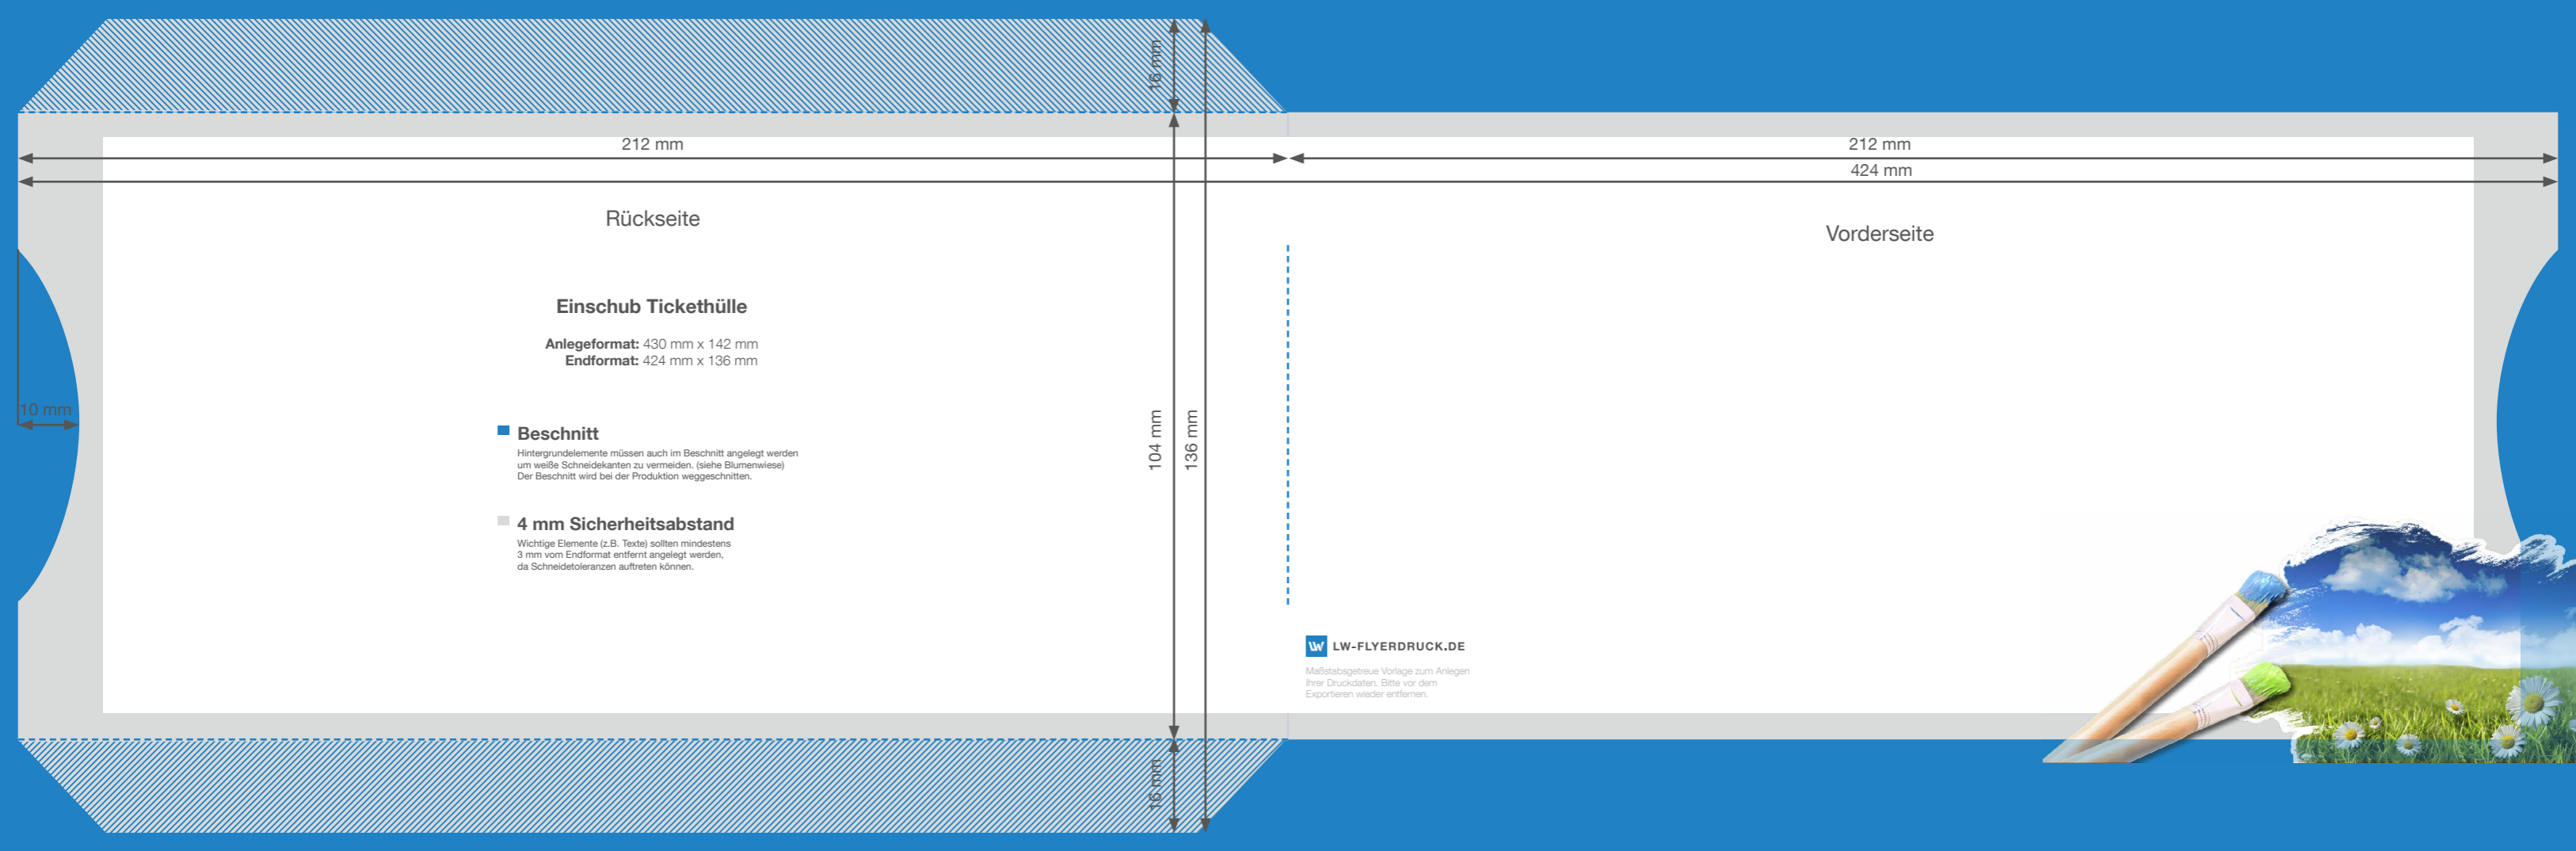 16 mm
212 mm
212 mm
424 mm
Rückseite
Vorderseite
Einschub Tickethülle
Anlegeformat: 430 mm x 142 mm
Endformat: 424 mm x 136 mm
10 mm
104 mm
136 mm
Beschnitt
Hintergrundelemente müssen auch im Beschnitt angelegt werden
um weiße Schneidekanten zu vermeiden. (siehe Blumenwiese)
Der Beschnitt wird bei der Produktion weggeschnitten.
4 mm Sicherheitsabstand
Wichtige Elemente (z.B. Texte) sollten mindestens
3 mm vom Endformat entfernt angelegt werden,
da Schneidetoleranzen auftreten können.
LW LW-FLYERDRUCK.DE
Maßstabsgetreue Vorlage zum Anlegen
Ihrer Druckdaten. Bitte vor dem
Exportieren wieder entfernen.
16 mm